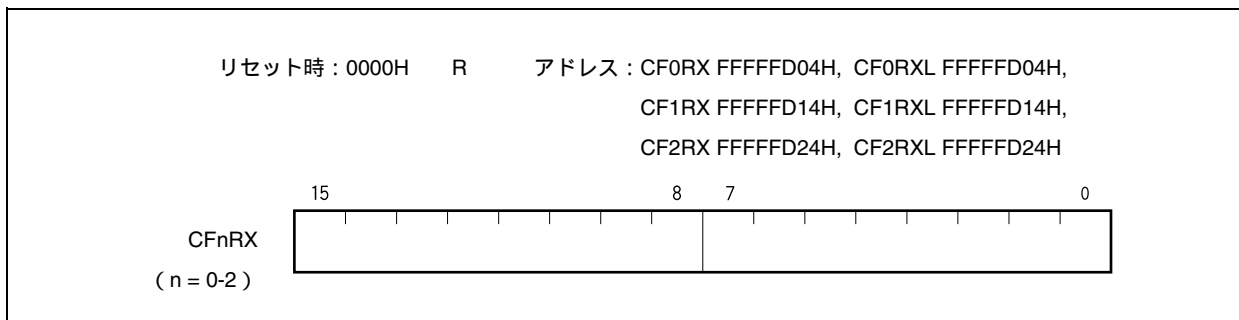 リセット時：0000H R アドレス：CF0RX FFFFFD04H, CF0RXL FFFFFD04H,
CF1RX FFFFFD14H, CF1RXL FFFFFD14H,
CF2RX FFFFFD24H, CF2RXL FFFFFD24H
15 8 7 0
CFnRX
（n = 0-2）